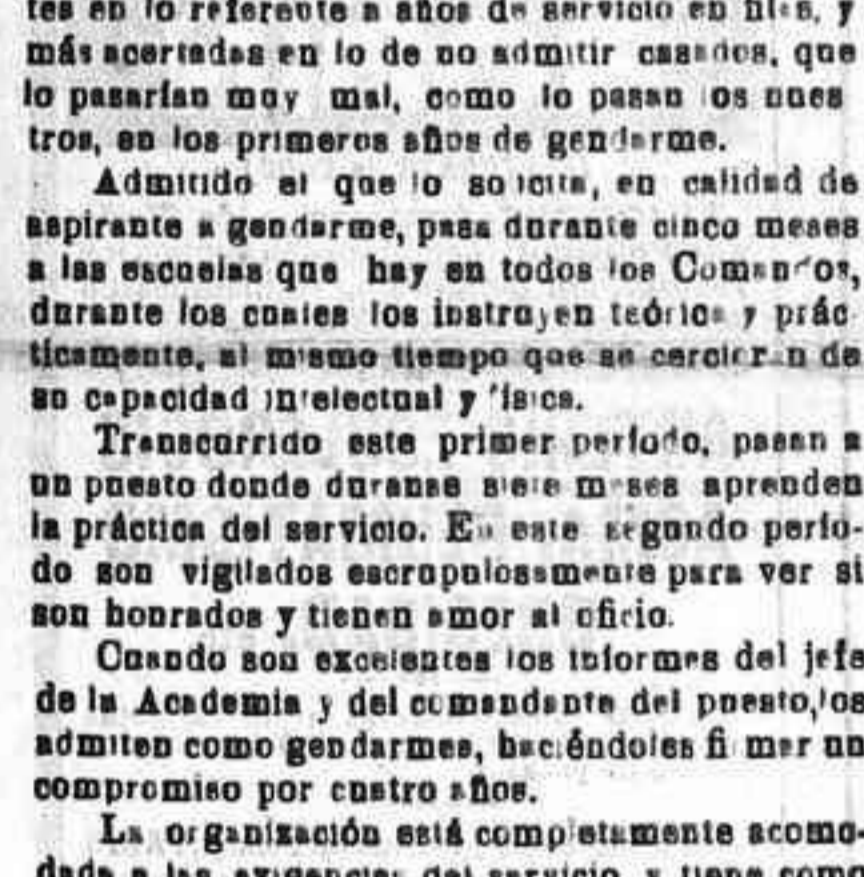 tes en lo referente a años de servicio en filas, y
más acertadas en lo de no admitir casados, que
lo pasarían muy mal, como lo pasan los nues
tros, en los primeros años de gendarme.
Admitido el que lo solicita, en calidad de
aspirante a gendarme, pasa durante cinco meses
a las escuelas que hay en todos los Comandos,
durante los cuales los instruyen teórica y prác
ticamente, al mismo tiempo que se cercioran de
su capacidad intelectual y física.
Transcurrido este primer período, pasan a
un puesto donde durante siete meses aprenden
la práctica del servicio. En este segundo perío-
do son vigilados escrupulosamente para ver si
son honrados y tienen amor al oficio.
Cuando son excelentes los informes del jefe
de la Academia y del comandante del puesto, los
admiten como gendarmes, haciéndoles firmar un
compromiso por cuatro años.
La organización está completamente acomo-
dada a las exigencias del servicio, y tiene como